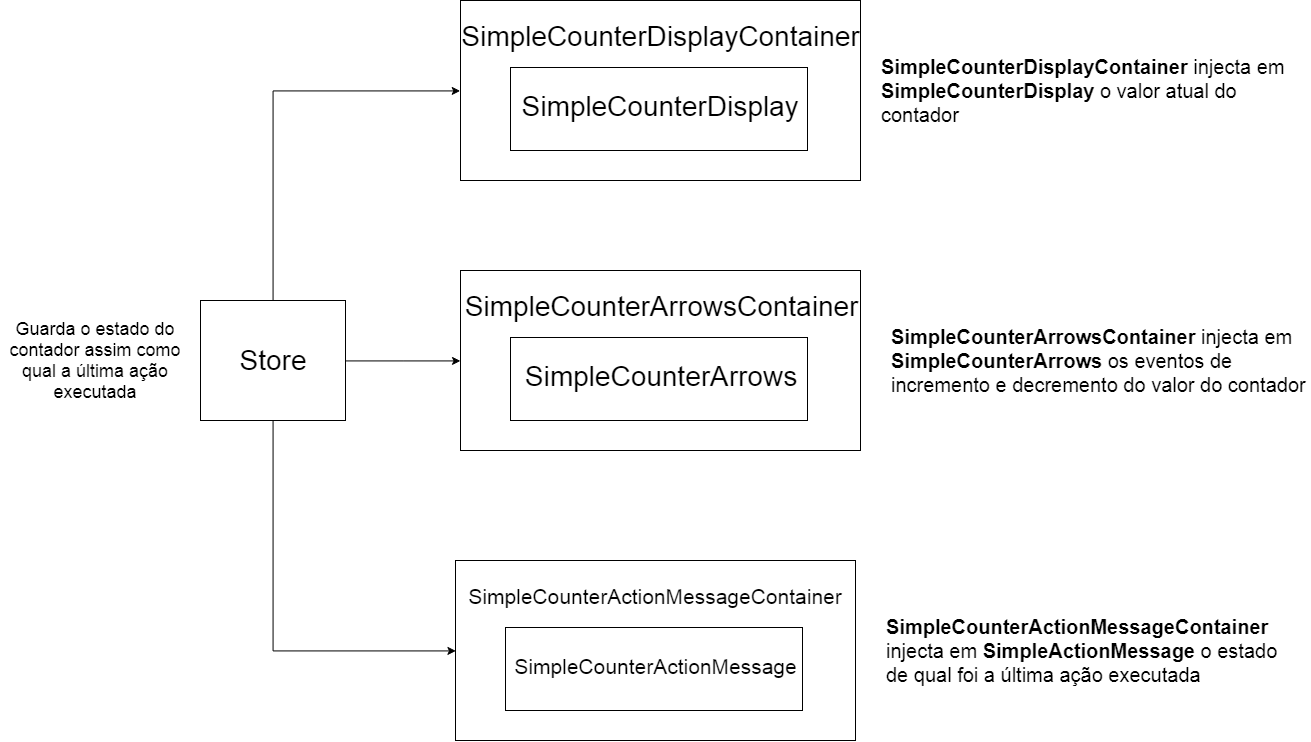 SimpleCounterDisplayContainer
SimpleCounterDisplay
SimpleCounterDisplayContainer injecta em
SimpleCounterDisplay o valor atual do
contador
Guarda o estado do
contador assim como
qual a última ação
executada
Store
SimpleCounterArrowsContainer
SimpleCounterArrows
SimpleCounterArrowsContainer injecta em
SimpleCounterArrows os eventos de
incremento e decremento do valor do contador
SimpleCounterActionMessageContainer
SimpleCounterActionMessage
SimpleCounterActionMessageContainer
injecta em SimpleActionMessage o estado
de qual foi a última ação executada